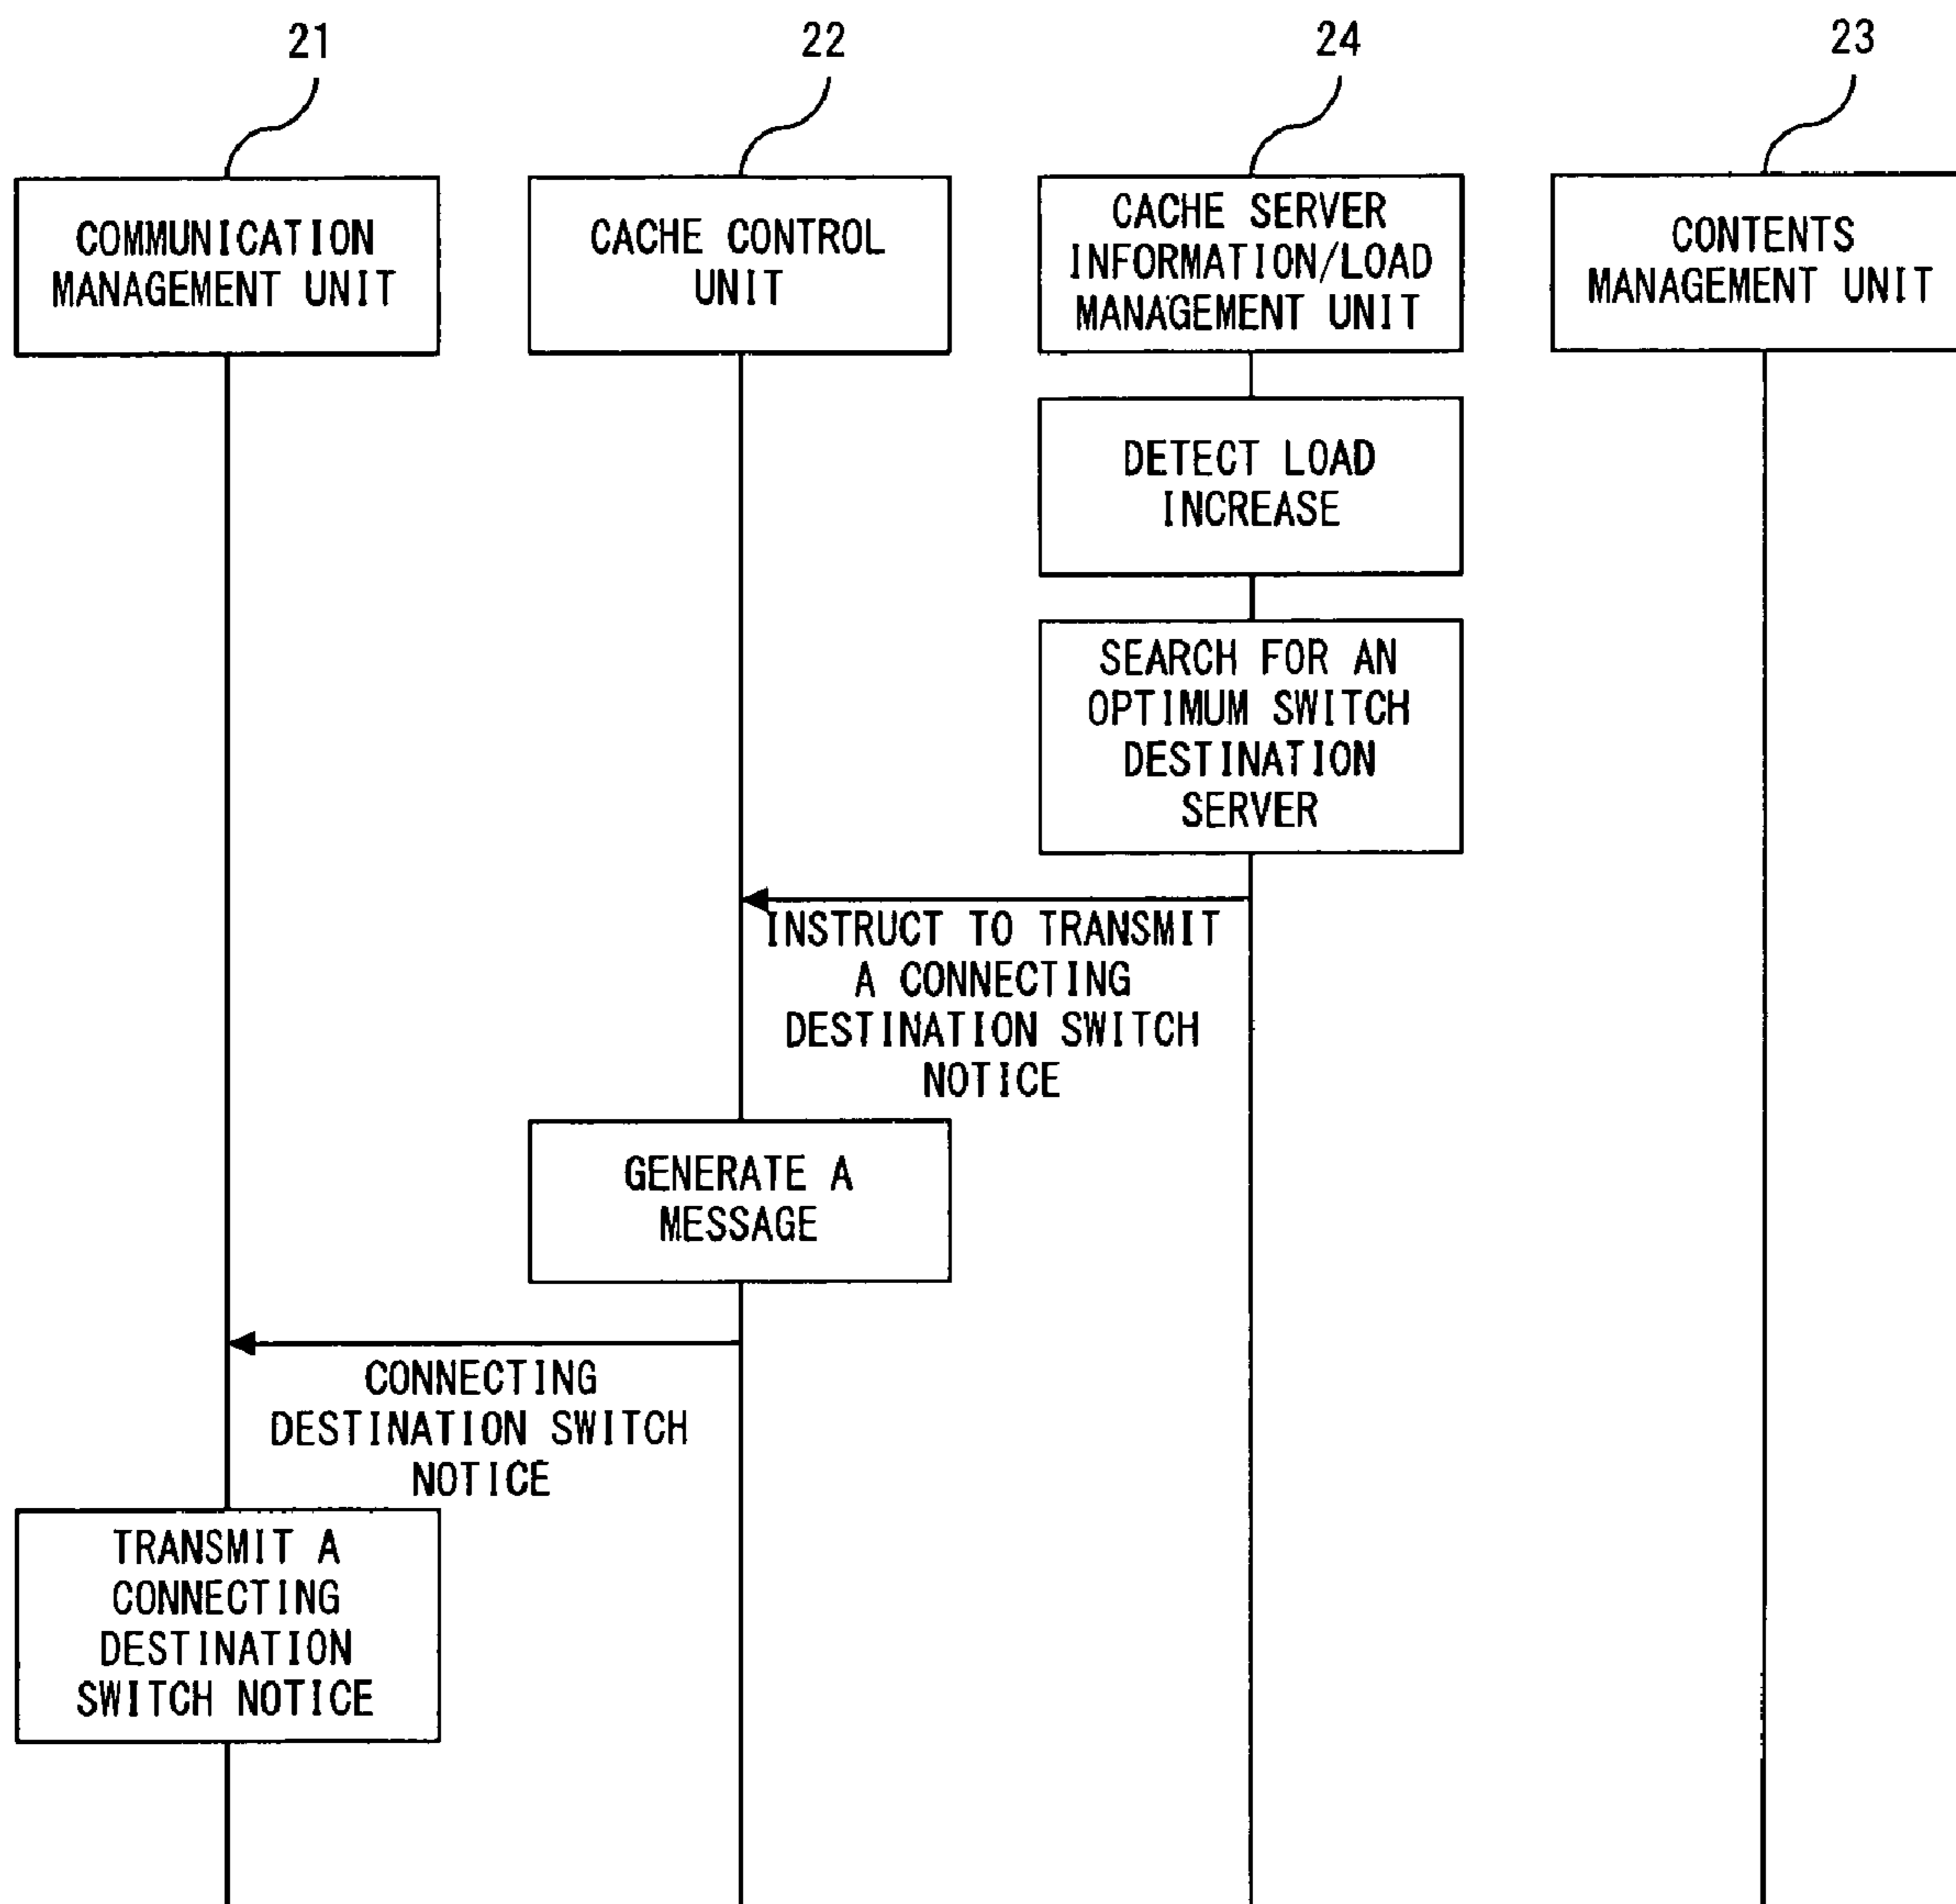 21
22
24
23
COMMUNICATION
MANAGEMENT UNIT
CACHE CONTROL
UNIT
CACHE SERVER
INFORMATION/LOAD
MANAGEMENT UNIT
CONTENTS
MANAGEMENT UNIT
DETECT LOAD
INCREASE
SEARCH FOR AN
OPTIMUM SWITCH
DESTINATION
SERVER
INSTRUCT TO TRANSMIT
A CONNECTING
DESTINATION SWITCH
NOTICE
GENERATE A
MESSAGE
CONNECTING
DESTINATION SWITCH
NOTICE
TRANSMIT A
CONNECTING
DESTINATION
SWITCH NOTICE